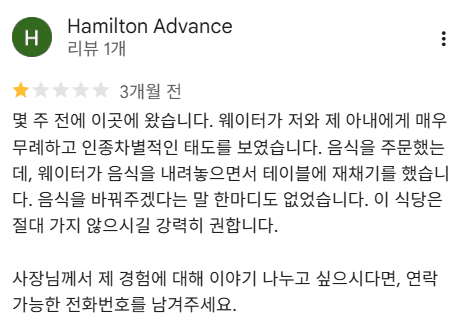 H
Hamilton Advance
리뷰 1개
3개월 전
몇 주 전에 이곳에 왔습니다. 웨이터가 저와 제 아내에게 매우
무례하고 인종차별적인 태도를 보였습니다. 음식을 주문했는
데, 웨이터가 음식을 내려놓으면서 테이블에 재채기를 했습니
다. 음식을 바꿔주겠다는 말 한마디도 없었습니다. 이 식당은
절대 가지 않으시길 강력히 권합니다.
사장님께서 제 경험에 대해 이야기 나누고 싶으시다면, 연락
가능한 전화번호를 남겨주세요.